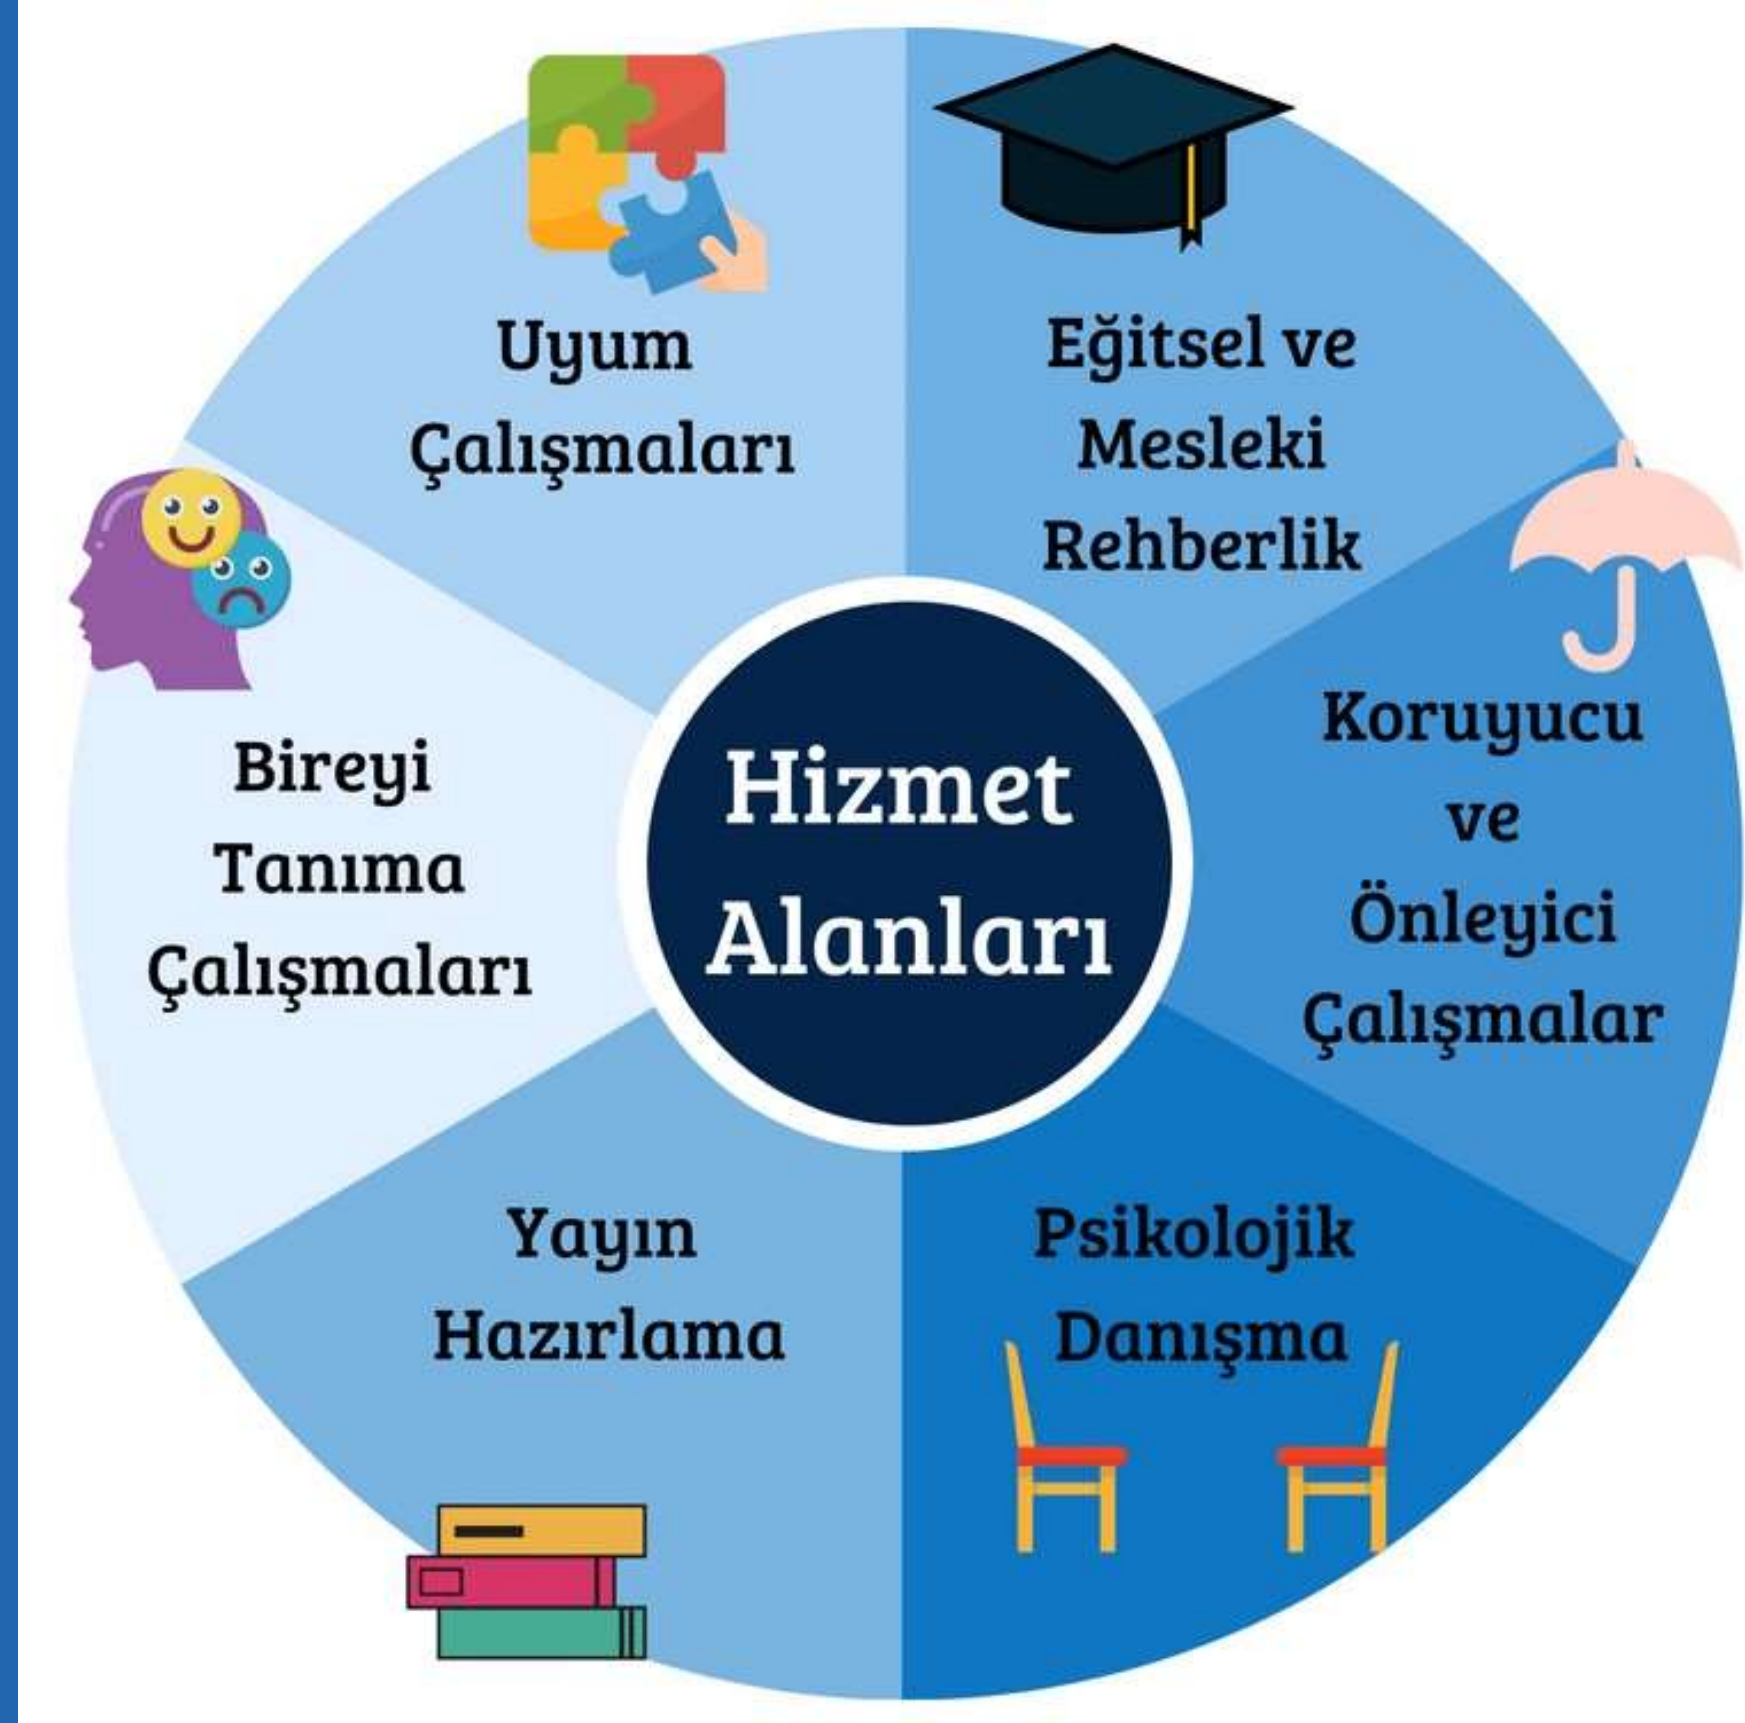 Uyum
Çalışmaları
Eğitsel ve
Mesleki
Rehberlik
Koruyucu
ve
Önleyici
Çalışmalar
Psikolojik
Danışma
Yayın
Hazırlama
Bireyi
Tanıma
Çalışmaları
Hizmet
Alanları